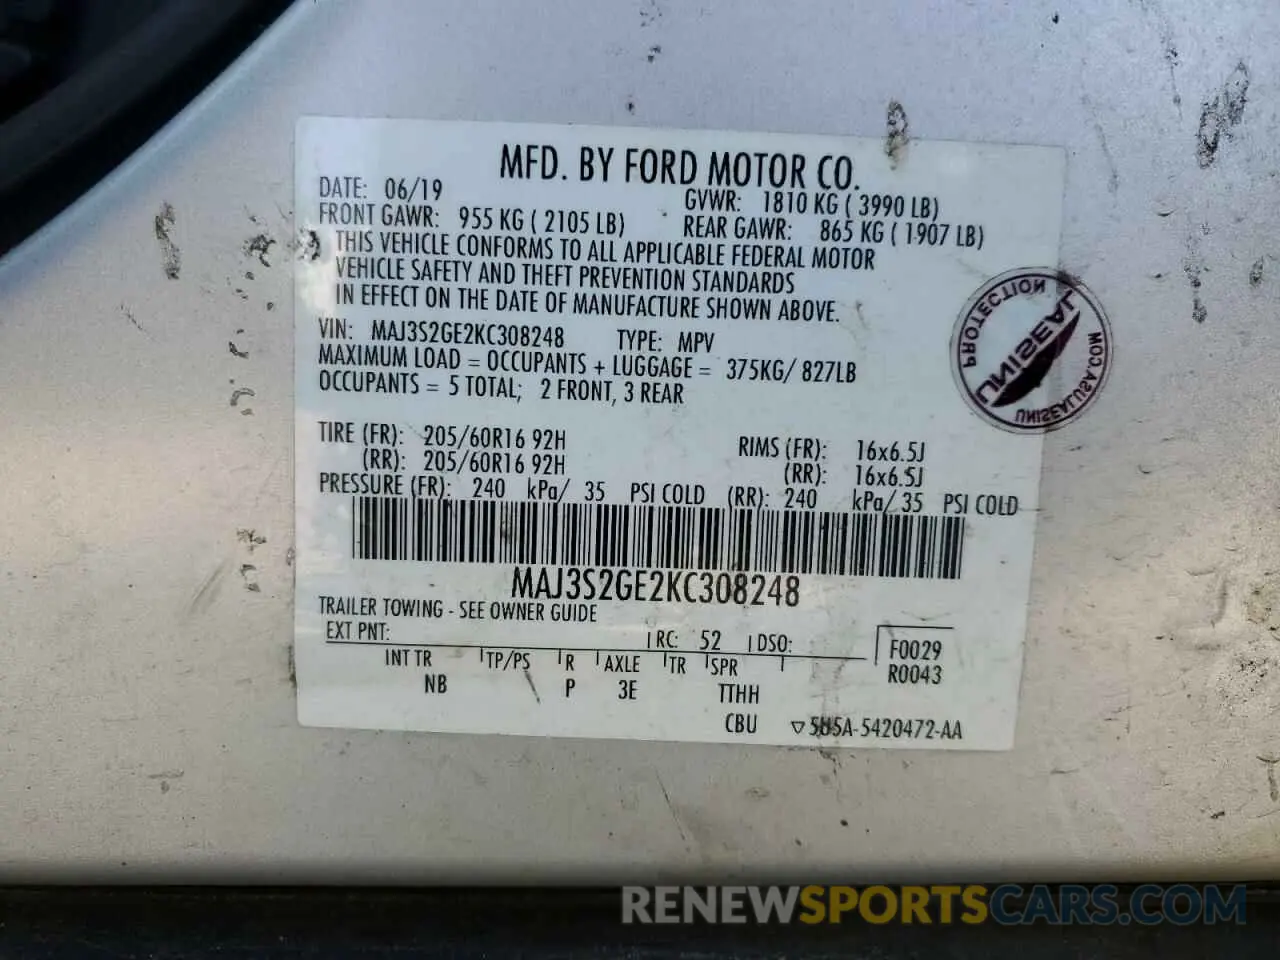 MFD. BY FORD MOTOR CO.
DATE: 06/19 GVWR: 1810 KG ( 3990 LB)
FRONT GAWR: 955 KG ( 2105 LB) REAR GAWR: 865 KG ( 1907 LB)
THIS VEHICLE CONFORMS TO ALL APPLICABLE FEDERAL MOTOR
VEHICLE SAFETY AND THEFT PREVENTION STANDARDS
IN EFFECT ON THE DATE OF MANUFACTURE SHOWN ABOVE.
VIN: MAJ3S2GE2KC308248 TYPE: MPV
MAXIMUM LOAD = OCCUPANTS + LUGGAGE = 375KG/ 827LB
OCCUPANTS = 5 TOTAL; 2 FRONT, 3 REAR
PROTECTION
UNISEAL
UNISEALUSA.COM
TIRE (FR): 205/60R16 92H RIMS (FR): 16x6.5J
(RR): 205/60R16 92H (RR): 16x6.5J
PRESSURE (FR): 240 kPa/ 35 PSI COLD (RR): 240 kPa/ 35 PSI COLD
MAJ3S2GE2KC308248
TRAILER TOWING - SEE OWNER GUIDE
EXT PNT: RC: 52 DSO: F0029
INT TR TP/PS R AXLE TR SPR R0043
NB P 3E TTHH
CBU 5U5A-5420472-AA
RENEWSPORTSCARS.COM